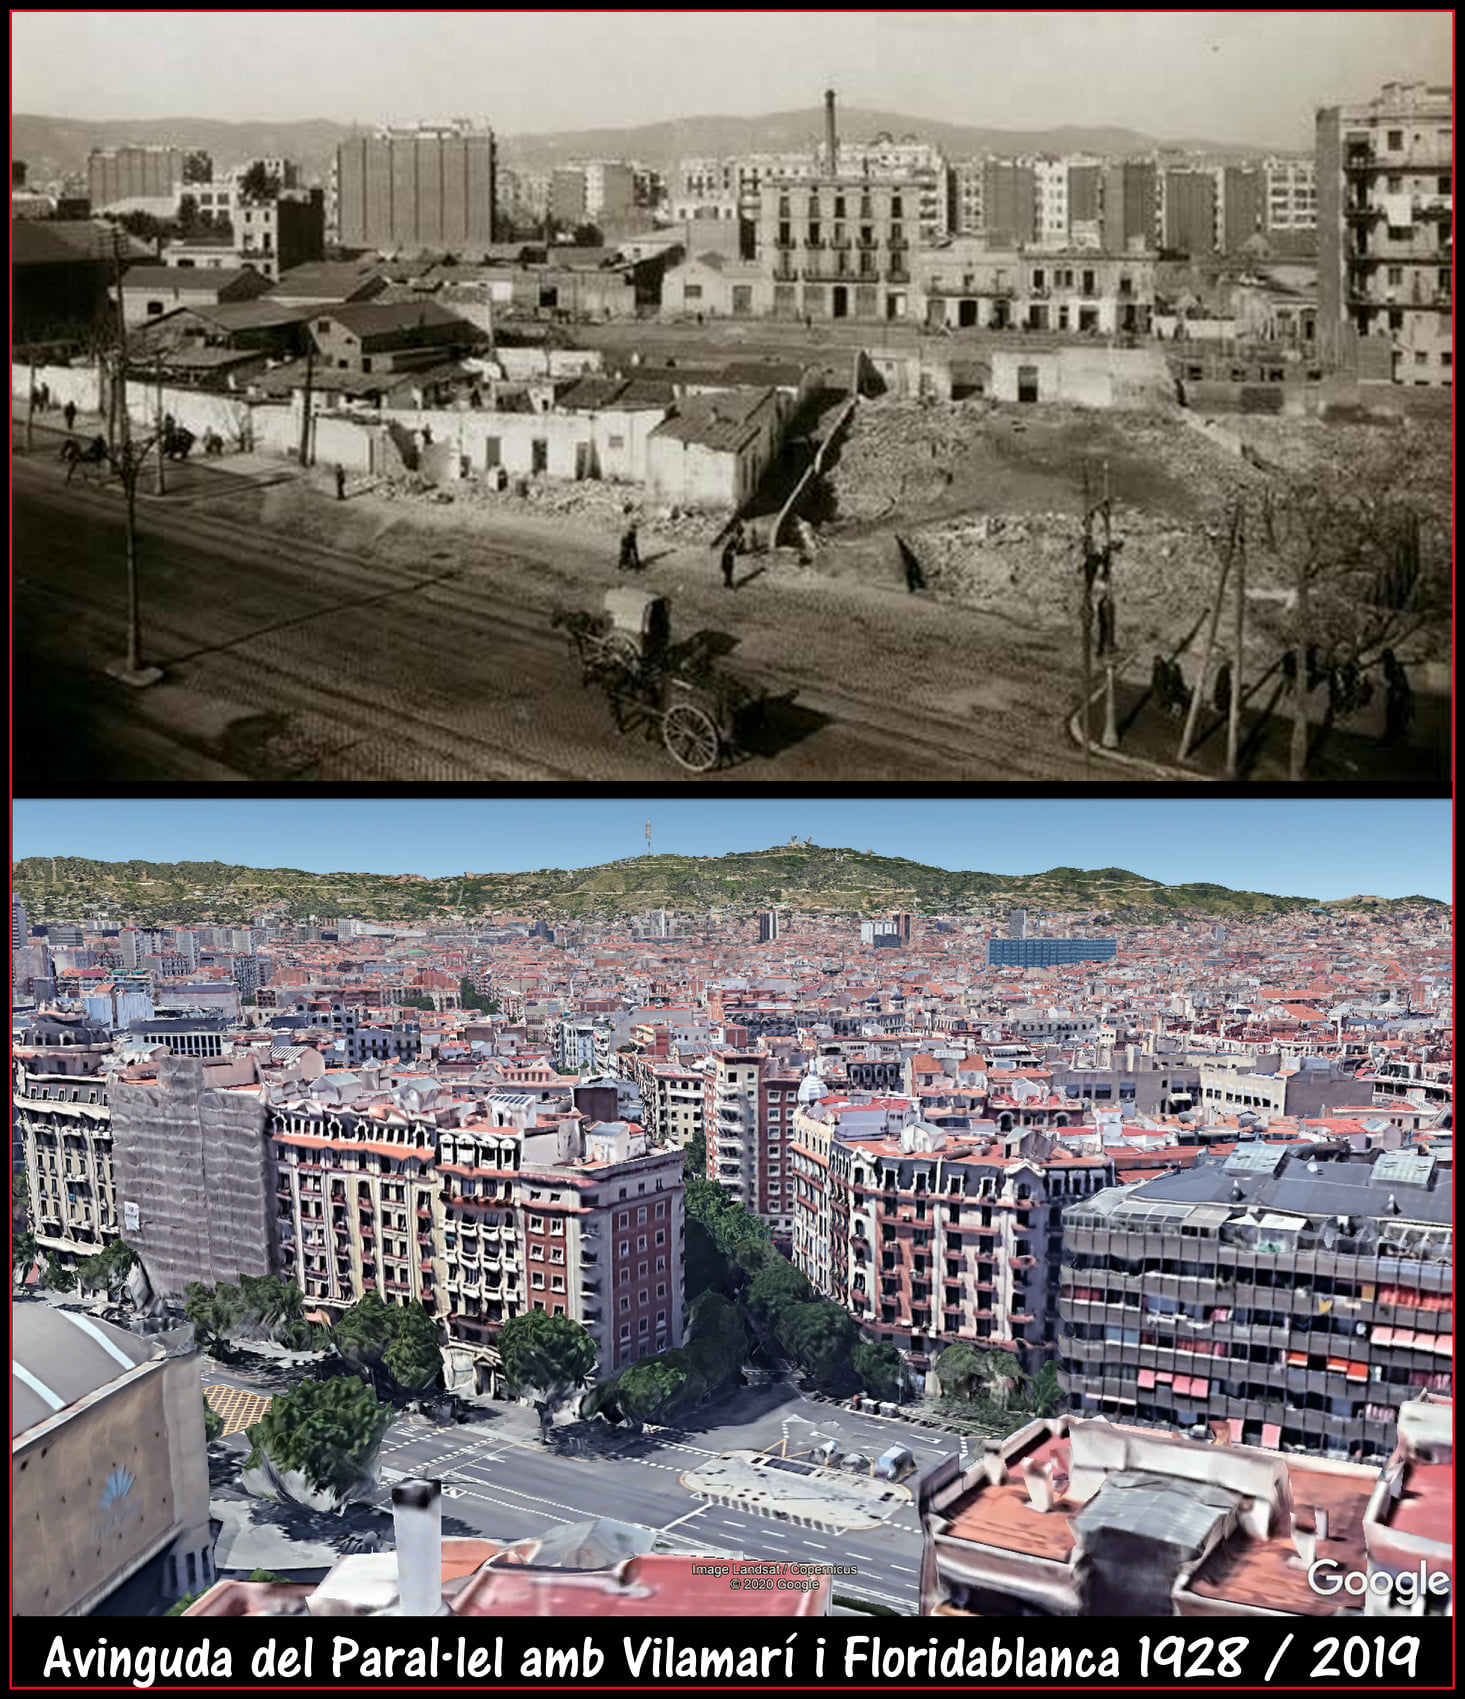 Image Landsat / Copernicus
© 2020 Google
Google
Avinguda del Paral·lel amb Vilamarí i Floridablanca 1928 / 2019